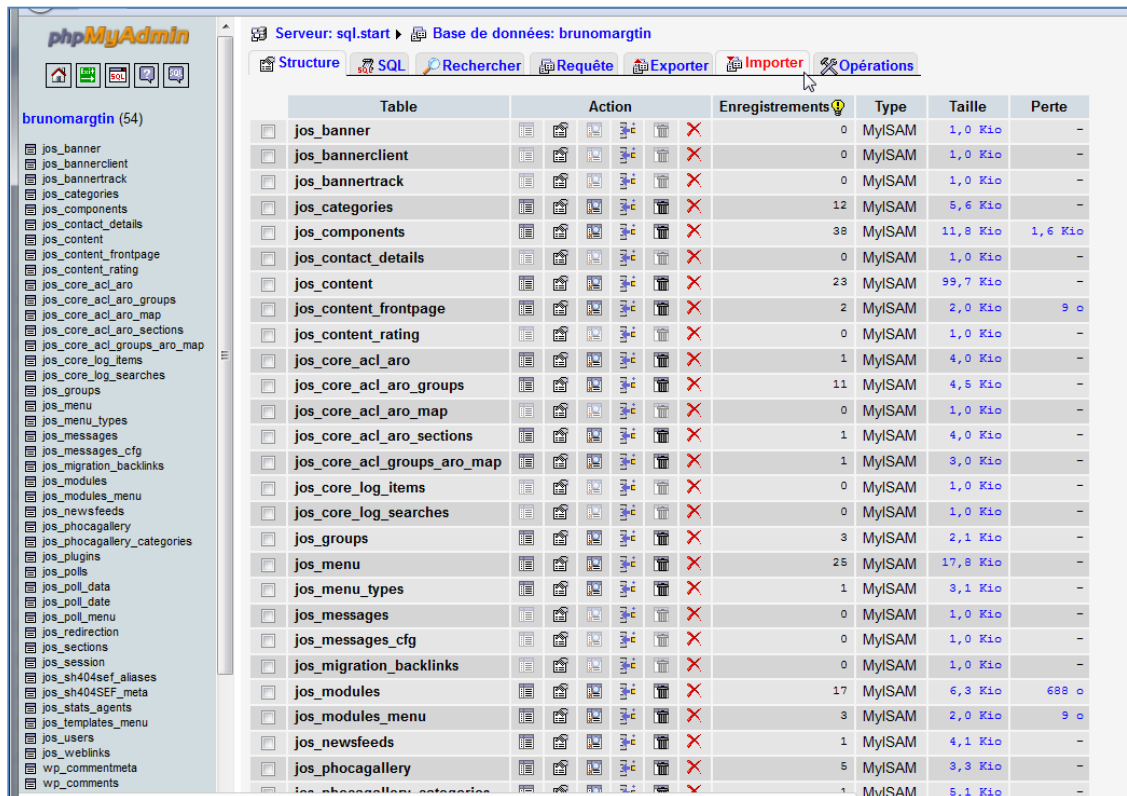 phpMyAdmin
SQL
SQL
brunomargtin (54)
jos_banner
jos_bannerclient
jos_bannertrack
jos_categories
jos_components
jos_contact_details
jos_content
jos_content_frontpage
jos_content_rating
jos_core_acl_aro
jos_core_acl_aro_groups
jos_core_acl_aro_map
jos_core_acl_aro_sections
jos_core_acl_groups_aro_map
jos_core_log_items
jos_core_log_searches
jos_groups
jos_menu
jos_menu_types
jos_messages
jos_messages_cfg
jos_migration_backlinks
jos_modules
jos_modules_menu
jos_newsfeeds
jos_phocagallery
jos_phocagallery_categories
jos_plugins
jos_polls
jos_poll_data
jos_poll_date
jos_poll_menu
jos_redirection
jos_sections
jos_session
jos_sh404sef_aliases
jos_sh404SEF_meta
jos_stats_agents
jos_templates_menu
jos_users
jos_weblinks
wp_commentmeta
wp_comments
Serveur: sql.start Base de données: brunomargtin
Structure SQL Rechercher Requête Exporter Importer Opérations
Table Action Enregistrements Type Taille Perte
jos_banner 0 MyISAM 1,0 Kio -
jos_bannerclient 0 MyISAM 1,0 Kio -
jos_bannertrack 0 MyISAM 1,0 Kio -
jos_categories 12 MyISAM 5,6 Kio -
jos_components 38 MyISAM 11,8 Kio 1,6 Kio
jos_contact_details 0 MyISAM 1,0 Kio -
jos_content 23 MyISAM 99,7 Kio -
jos_content_frontpage 2 MyISAM 2,0 Kio 9 o
jos_content_rating 0 MyISAM 1,0 Kio -
jos_core_acl_aro 1 MyISAM 4,0 Kio -
jos_core_acl_aro_groups 11 MyISAM 4,5 Kio -
jos_core_acl_aro_map 0 MyISAM 1,0 Kio -
jos_core_acl_aro_sections 1 MyISAM 4,0 Kio -
jos_core_acl_groups_aro_map 1 MyISAM 3,0 Kio -
jos_core_log_items 0 MyISAM 1,0 Kio -
jos_core_log_searches 0 MyISAM 1,0 Kio -
jos_groups 3 MyISAM 2,1 Kio -
jos_menu 25 MyISAM 17,8 Kio -
jos_menu_types 1 MyISAM 3,1 Kio -
jos_messages 0 MyISAM 1,0 Kio -
jos_messages_cfg 0 MyISAM 1,0 Kio -
jos_migration_backlinks 0 MyISAM 1,0 Kio -
jos_modules 17 MyISAM 6,3 Kio 688 o
jos_modules_menu 3 MyISAM 2,0 Kio 9 o
jos_newsfeeds 1 MyISAM 4,1 Kio -
jos_phocagallery 5 MyISAM 3,3 Kio -
jos_phocagallery_categories 1 MyISAM 5,1 Kio -